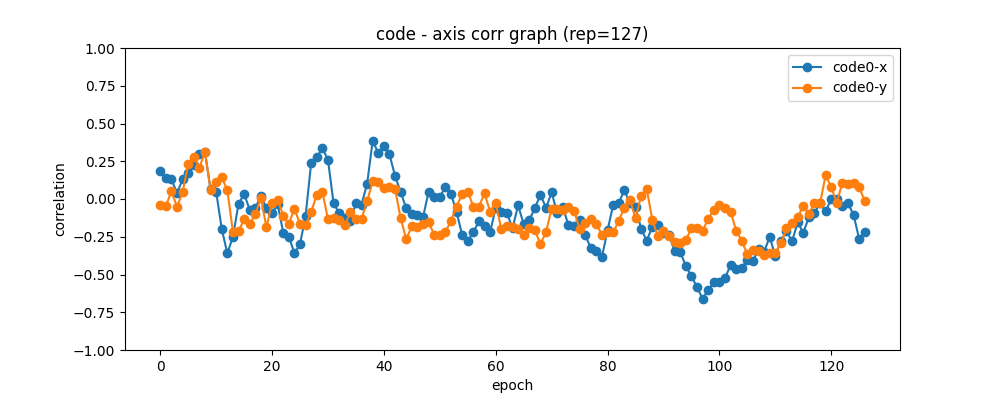 code - axis corr graph (rep=127)
1.00
0.75
0.50
0.25
0.00
−0.25
−0.50
−0.75
−1.00
correlation
code0-x
code0-y
0 20 40 60 80 100 120
epoch